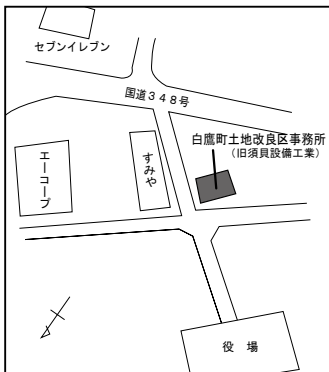 セブンイレブン
国道348号
白鷹町土地改良区事務所
(旧須貝設備工業)
エーコープ
すみや
役 場